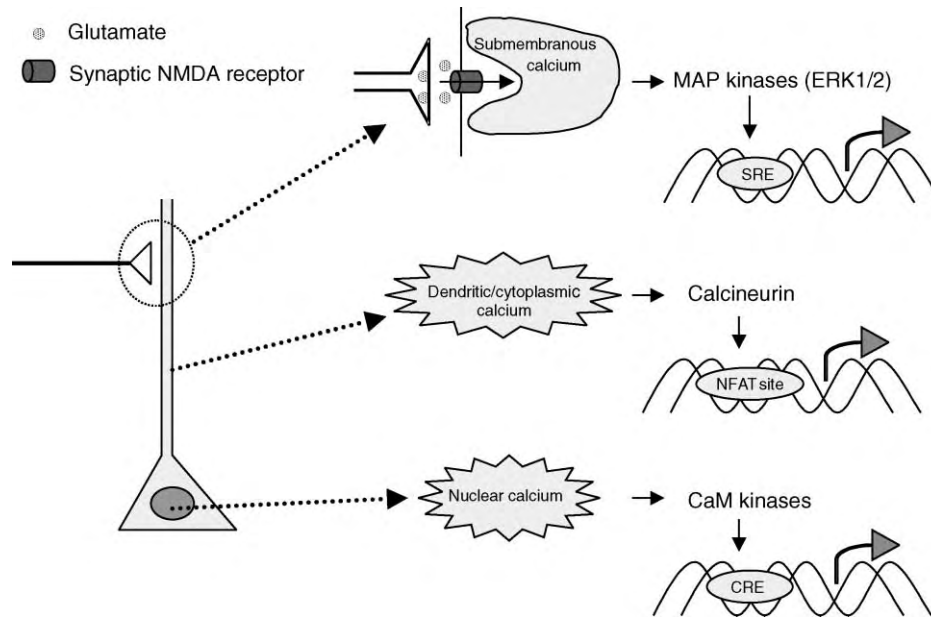 Glutamate
Synaptic NMDA receptor
Submembranous
calcium
MAP kinases (ERK1/2)
SRE
Dendritic/cytoplasmic
calcium
Calcineurin
NFAT site
Nuclear calcium
CaM kinases
CRE